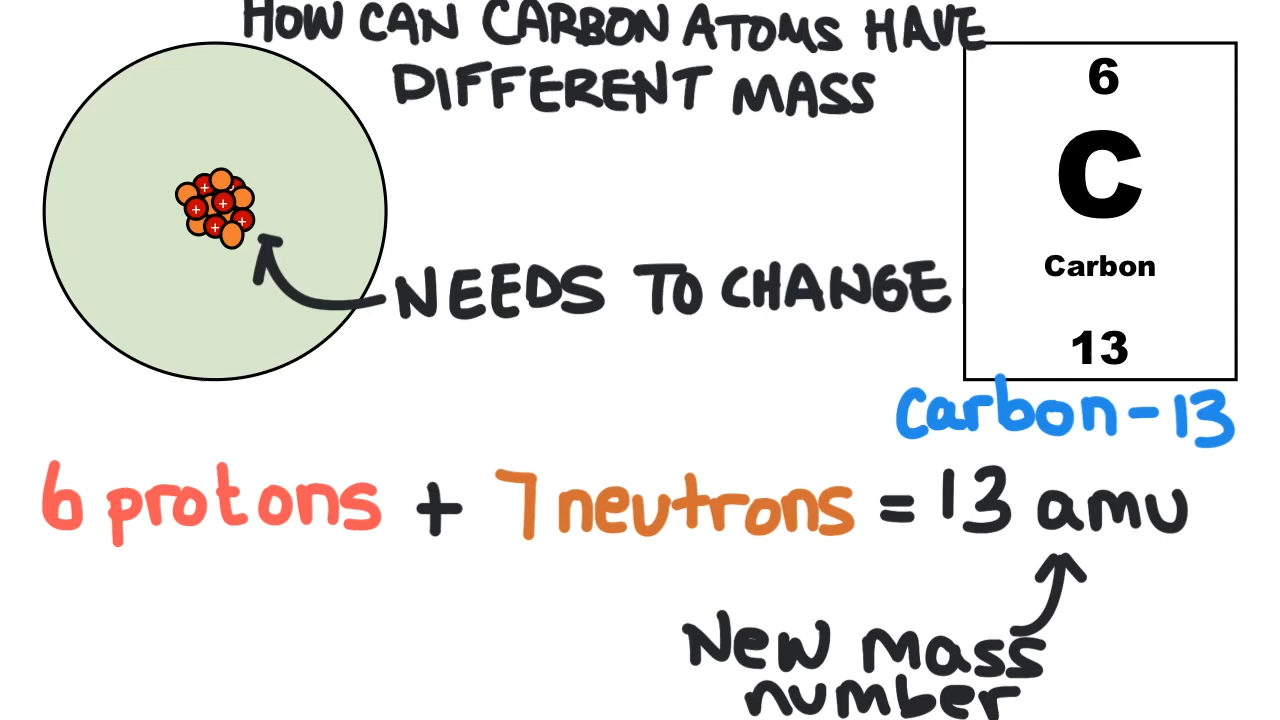 HOW CAN CARBON ATOMS HAVE
DIFFERENT MASS
6
C
Carbon
13
+ + + + + +
NEEDS TO CHANGE
carbon-13
6 protons + 7 neutrons = 13 amu
New mass
number